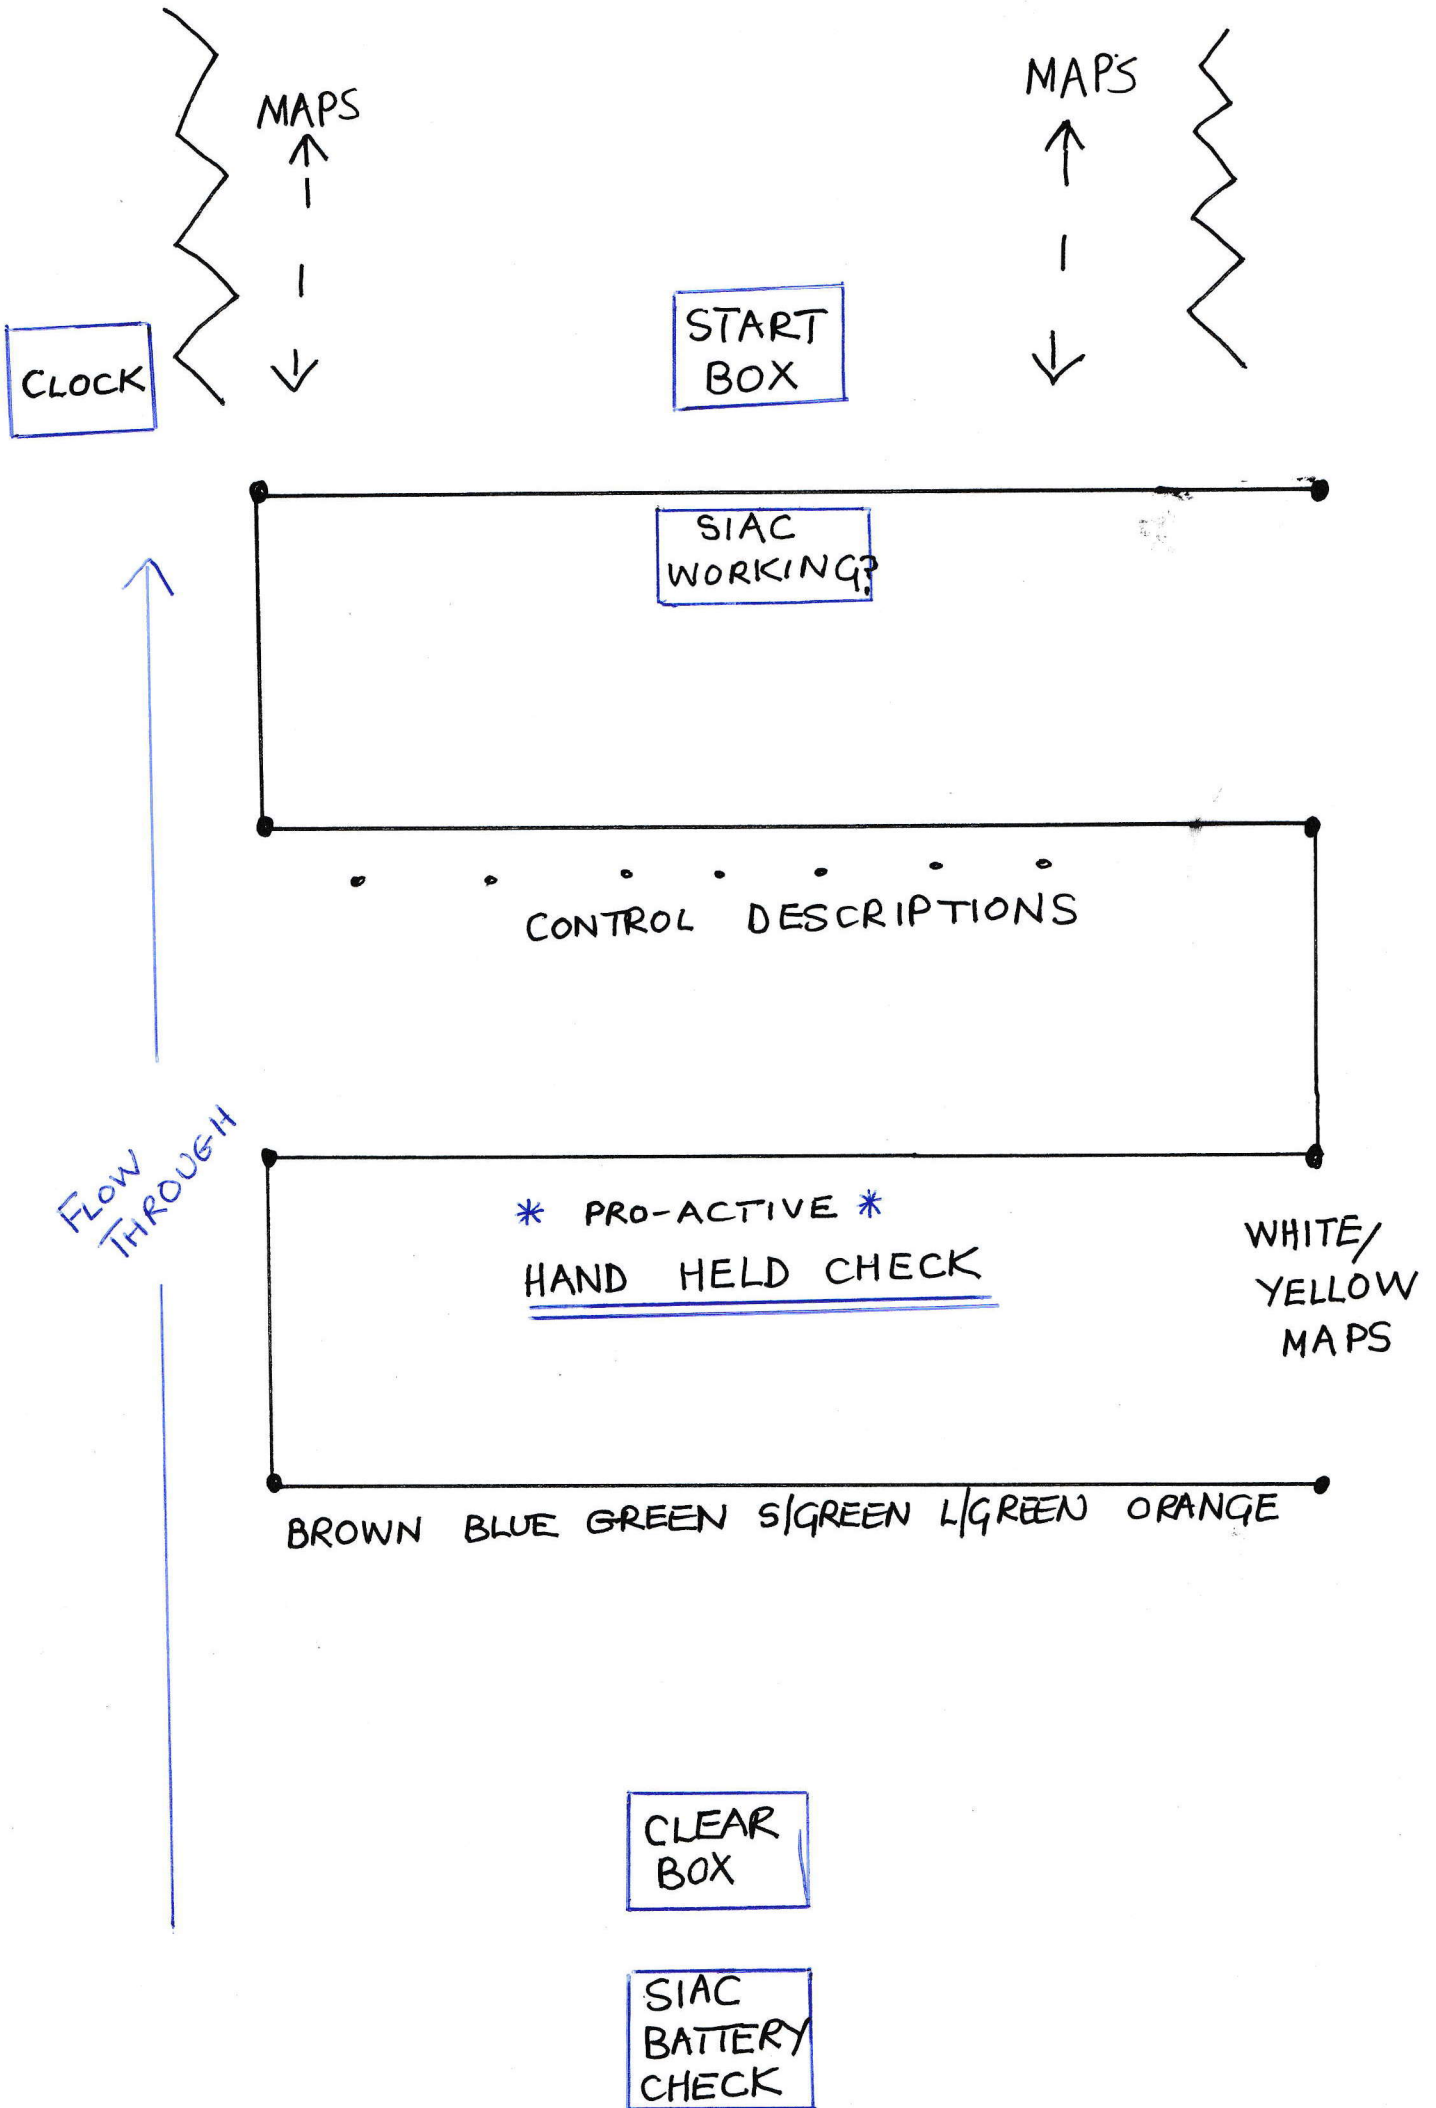 MAPS
MAPS
START
BOX
CLOCK
SIAC
WORKING?
CONTROL DESCRIPTIONS
FLOW
THROUGH
* PRO-ACTIVE *
HAND HELD CHECK
WHITE/
YELLOW
MAPS
BROWN BLUE GREEN S/GREEN L/GREEN ORANGE
CLEAR
BOX
SIAC
BATTERY
CHECK